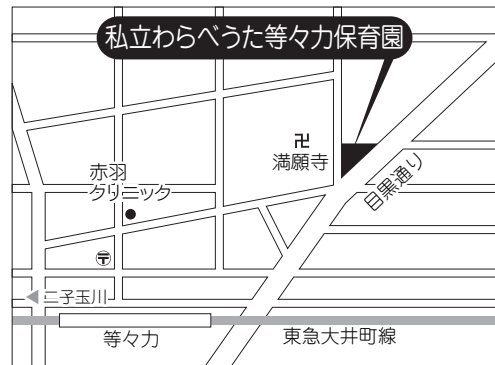 私立わらべうた等々力保育園
卍
満願寺
赤羽
クリニック
目黒通り
〒
二子玉川
等々力
東急大井町線